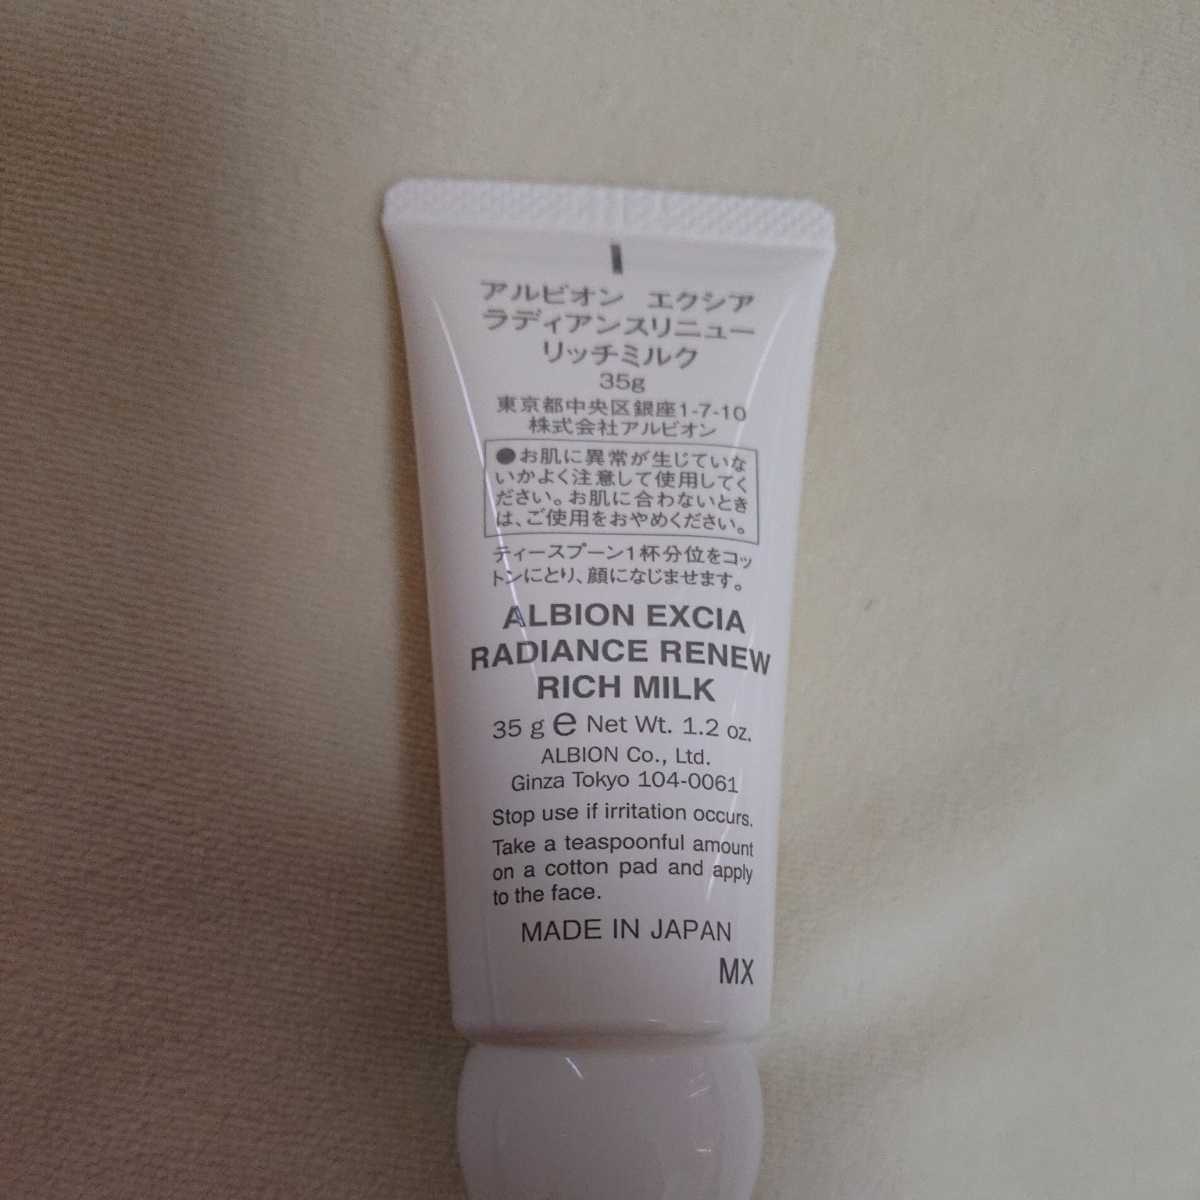 アルビオン エクシア
ラディアンスリニュー
リッチミルク
35g
東京都中央区銀座1-7-10
株式会社アルビオン
●お肌に異常が生じていな
いかよく注意して使用してく
ださい。お肌に合わないとき
は、ご使用をおやめください。
ティースプーン1杯分位をコッ
トンにとり、顔になじませます。
ALBION EXCIA
RADIANCE RENEW
RICH MILK
35 g e Net Wt. 1.2 oz.
ALBION Co., Ltd.
Ginza Tokyo 104-0061
Stop use if irritation occurs.
Take a teaspoonful amount
on a cotton pad and apply
to the face.
MADE IN JAPAN
MX